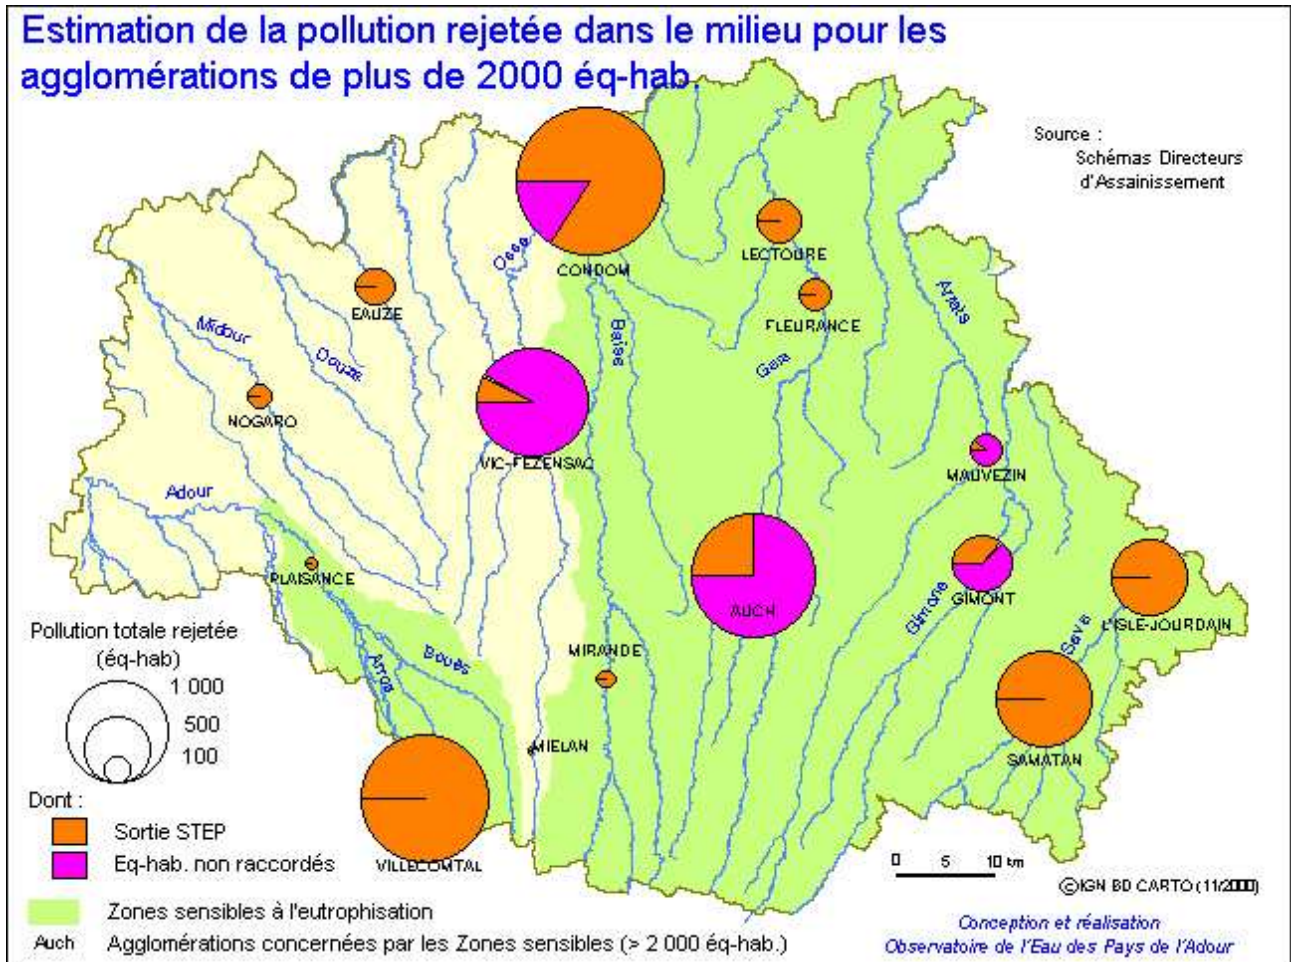 Estimation de la pollution rejetée dans le milieu pour les
agglomérations de plus de 2000 éq-hab.
Source :
Schémas Directeurs
d'Assainissement
CONDOM
LECTOURE
FLEURANCE
EAUZE
NOGARO
VIC-FEZENSAC
MAUVEZIN
GIMONT
L'ISLE-JOURDAIN
AUCH
PLAISANCE
MIRANDE
MIELAN
SAMATAN
VILLECOMTAL
Osse
Baïse
Gers
Arrats
Midour
Douze
Adour
Arros
Bouès
Gimone
Save
Pollution totale rejetée
(éq-hab)
1 000
500
100
Dont :
Sortie STEP
Eq-hab. non raccordés
Zones sensibles à l'eutrophisation
Auch Agglomérations concernées par les Zones sensibles (> 2 000 éq-hab.)
0 5 10 km
©IGN BD CARTO (11/2000)
Conception et réalisation
Observatoire de l'Eau des Pays de l'Adour